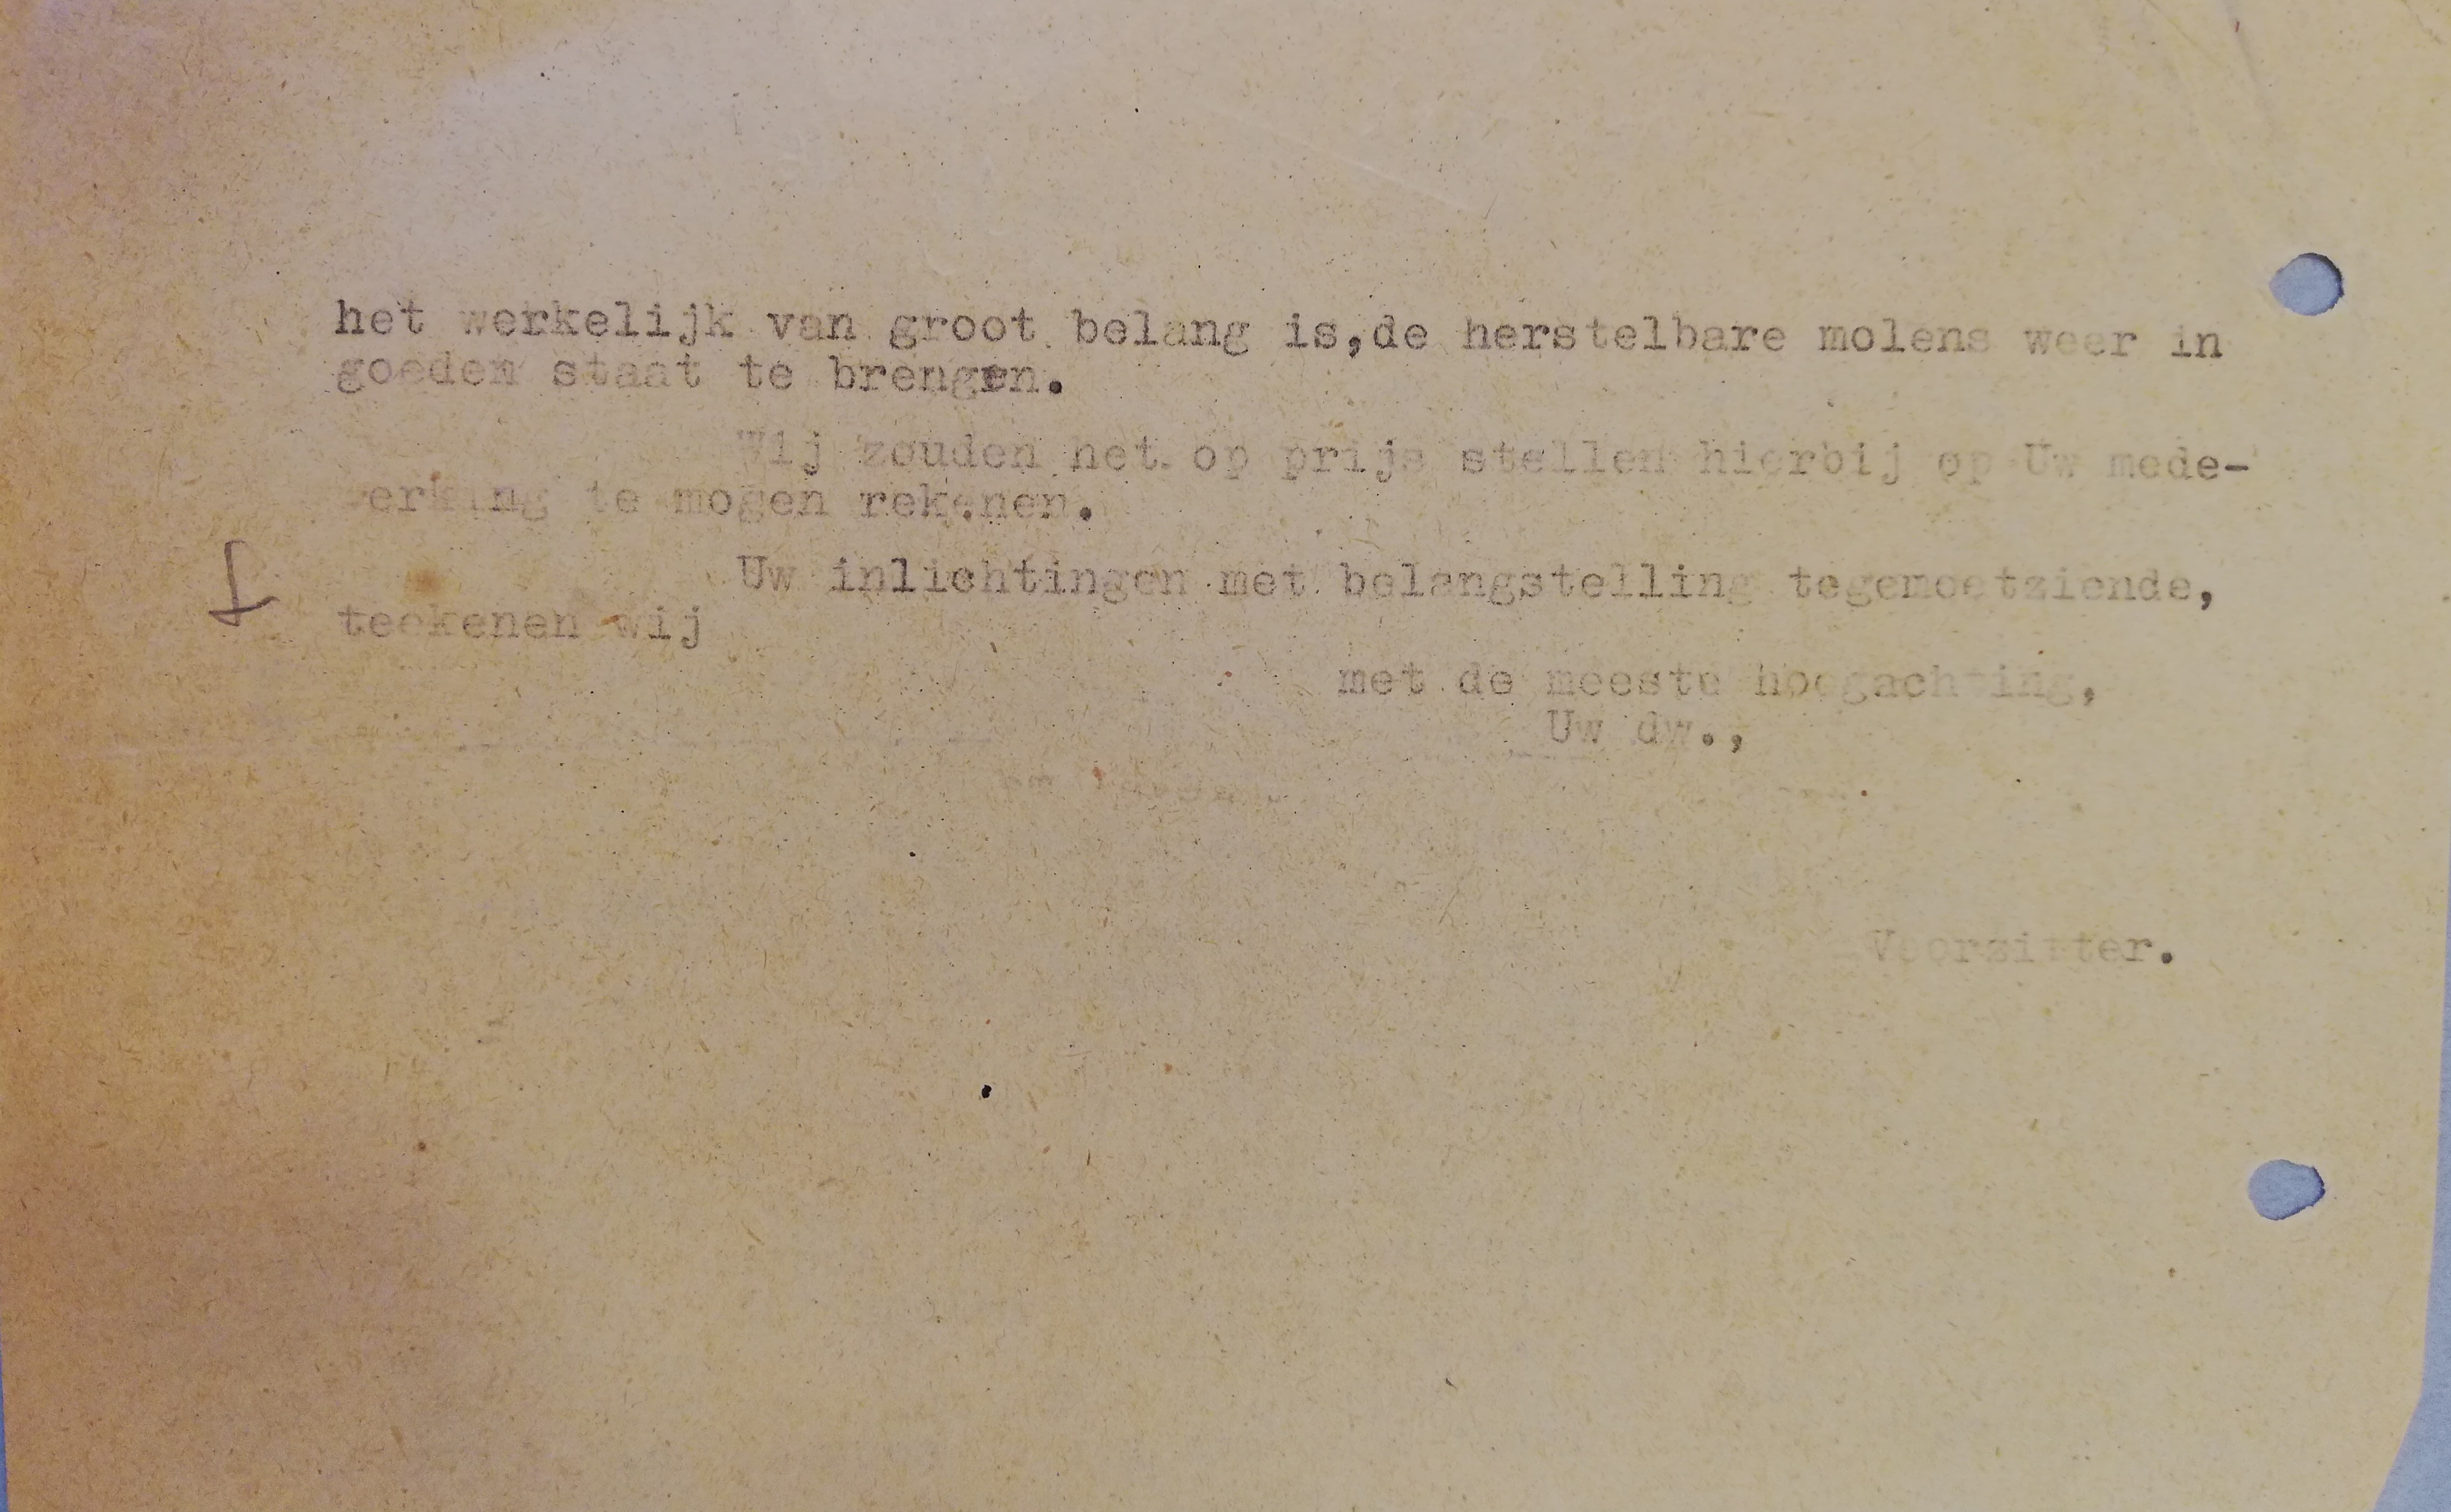 het werkelijk van groot belang is,de herstelbare molens weer in
goeden staat te brengen.
Wij zouden het op prijs stellen hierbij op Uw mede-
werking te mogen rekenen.
Uw inlichtingen met belangstelling tegemoetziende,
teekenen wij
met de meeste hoogachting,
Uw dw.,
Voorzitter.